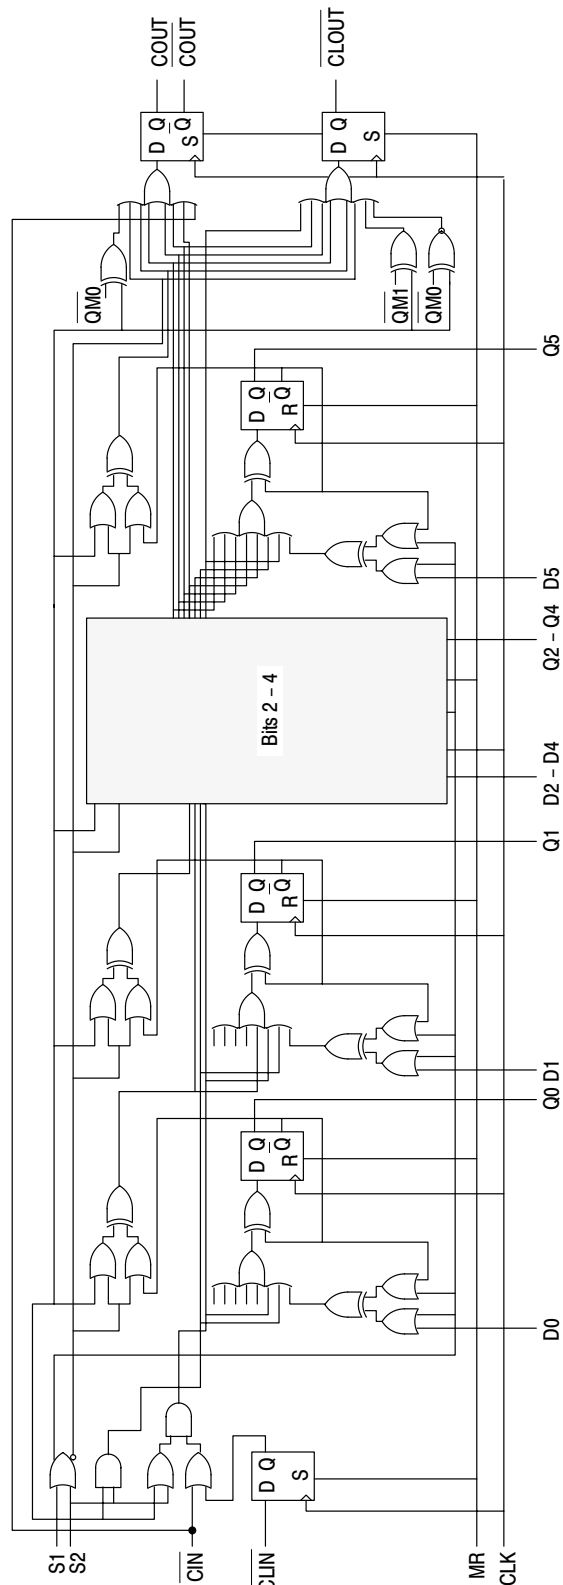 COUT
COUT
CLOUT
D Q
Q
S
D Q
S
QM0
QM1
QM0
Q5
D Q
Q
R
D5
Q2 – Q4
Bits 2 – 4
D2 – D4
Q1
D Q
Q
R
D1
Q0
D Q
Q
R
D0
D Q
S
S1
S2
CIN
CLIN
MR
CLK